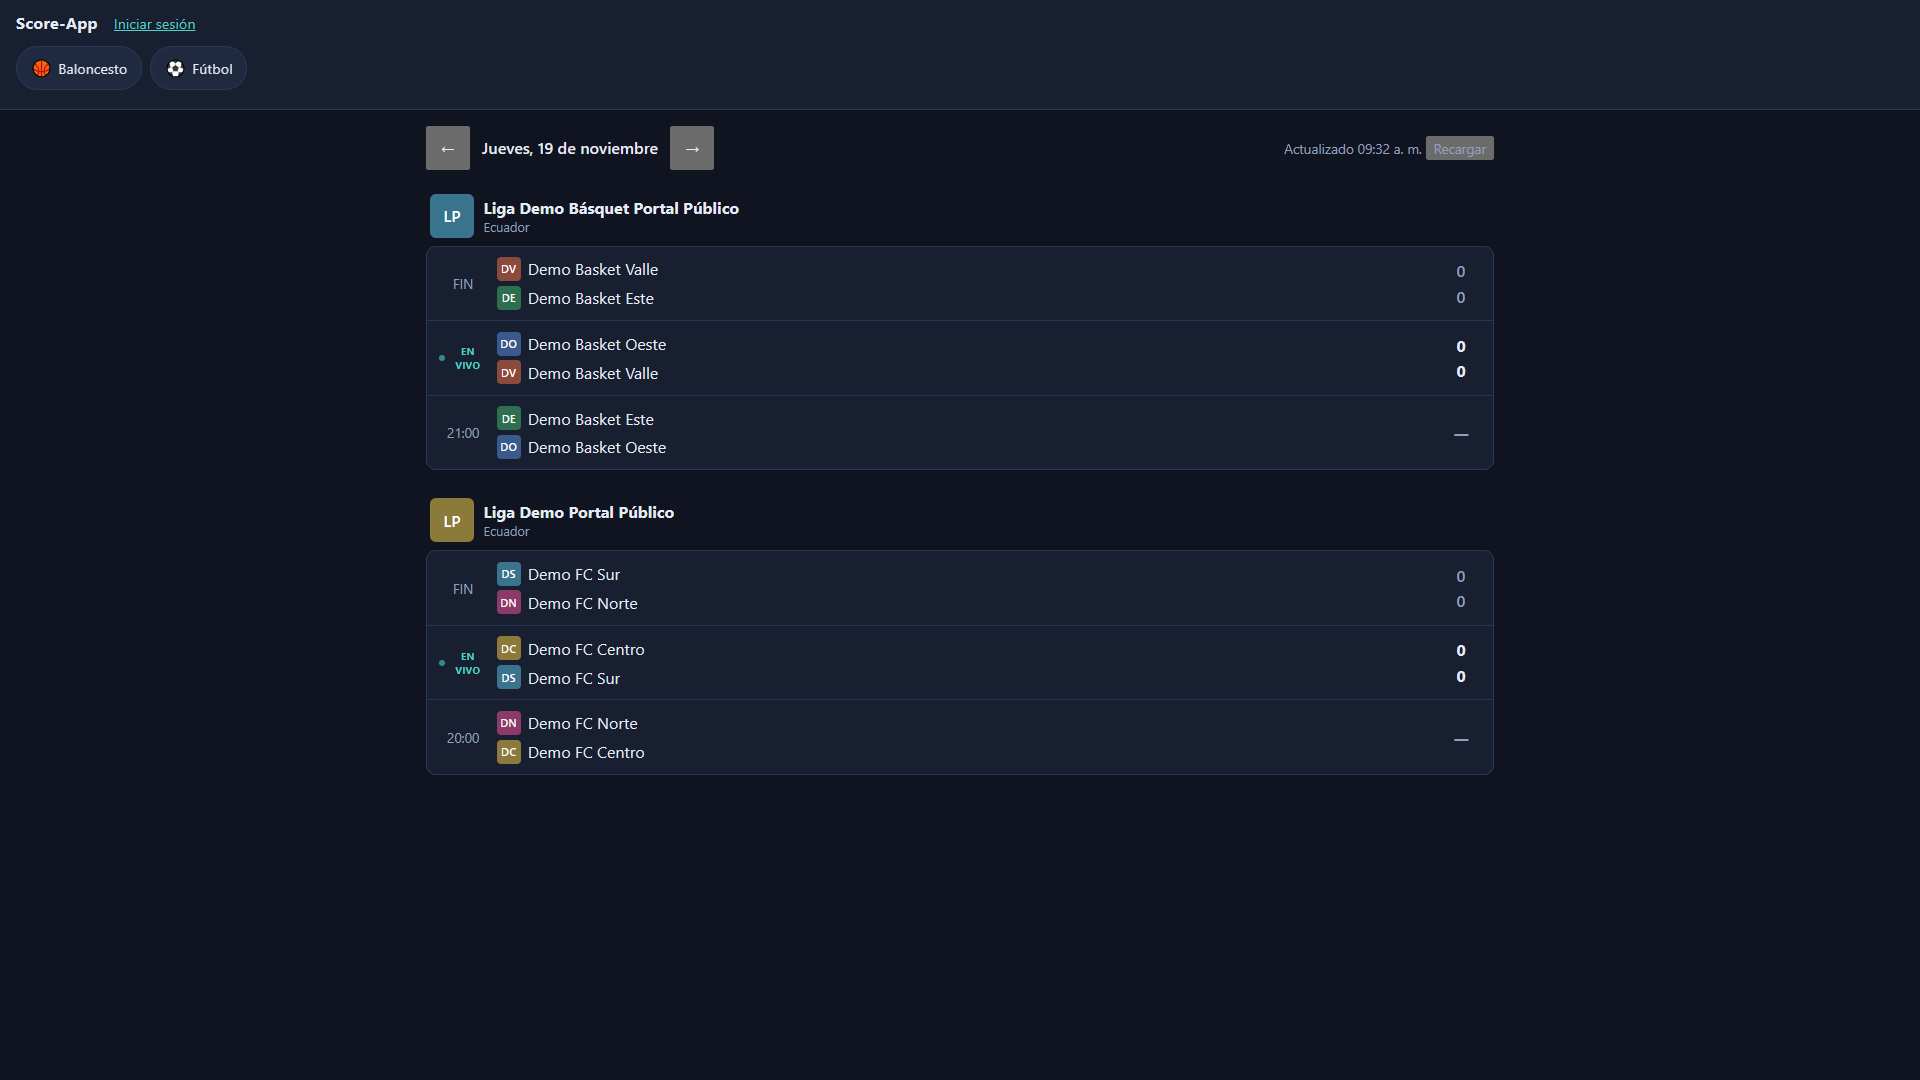 Score-App Iniciar sesión
Baloncesto Fútbol
← Jueves, 19 de noviembre → Actualizado 09:32 a. m. Recargar
LP Liga Demo Básquet Portal Público
Ecuador
FIN
DV Demo Basket Valle 0
DE Demo Basket Este 0
EN VIVO
DO Demo Basket Oeste 0
DV Demo Basket Valle 0
21:00
DE Demo Basket Este
DO Demo Basket Oeste
—
LP Liga Demo Portal Público
Ecuador
FIN
DS Demo FC Sur 0
DN Demo FC Norte 0
EN VIVO
DC Demo FC Centro 0
DS Demo FC Sur 0
20:00
DN Demo FC Norte
DC Demo FC Centro
—